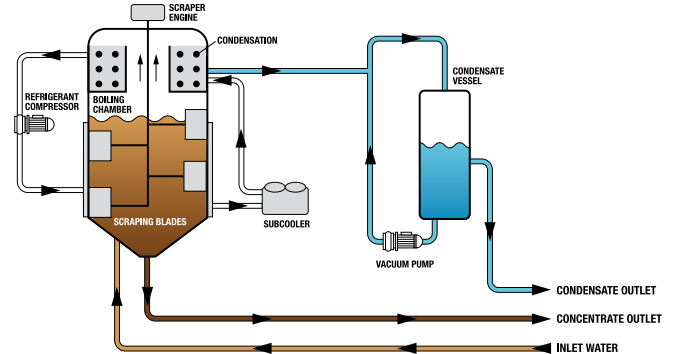 SCRAPER
ENGINE
CONDENSATION
CONDENSATE
VESSEL
REFRIGERANT
COMPRESSOR
BOILING
CHAMBER
SCRAPING BLADES
SUBCOOLER
VACUUM PUMP
CONDENSATE OUTLET
CONCENTRATE OUTLET
INLET WATER